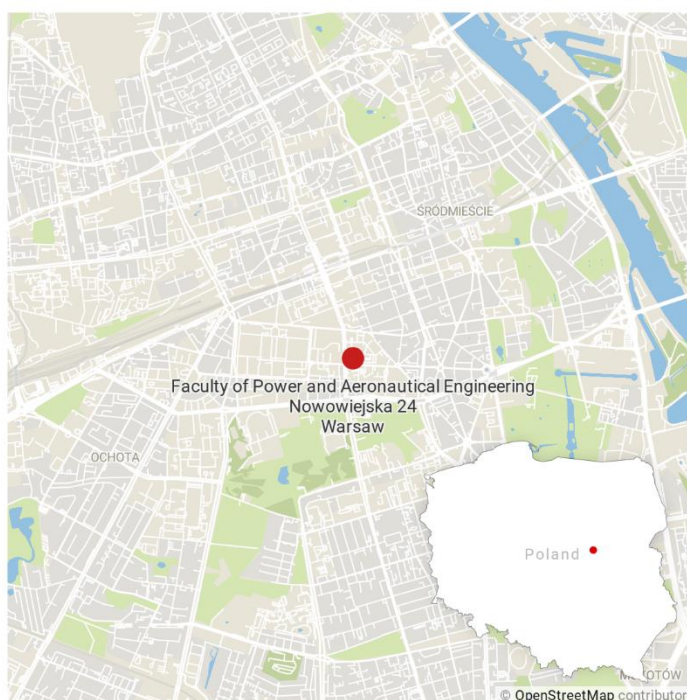 ŚRÓDMIEŚCIE
Faculty of Power and Aeronautical Engineering
Nowowiejska 24
Warsaw
OCHOTA
Poland
© OpenStreetMap contributor